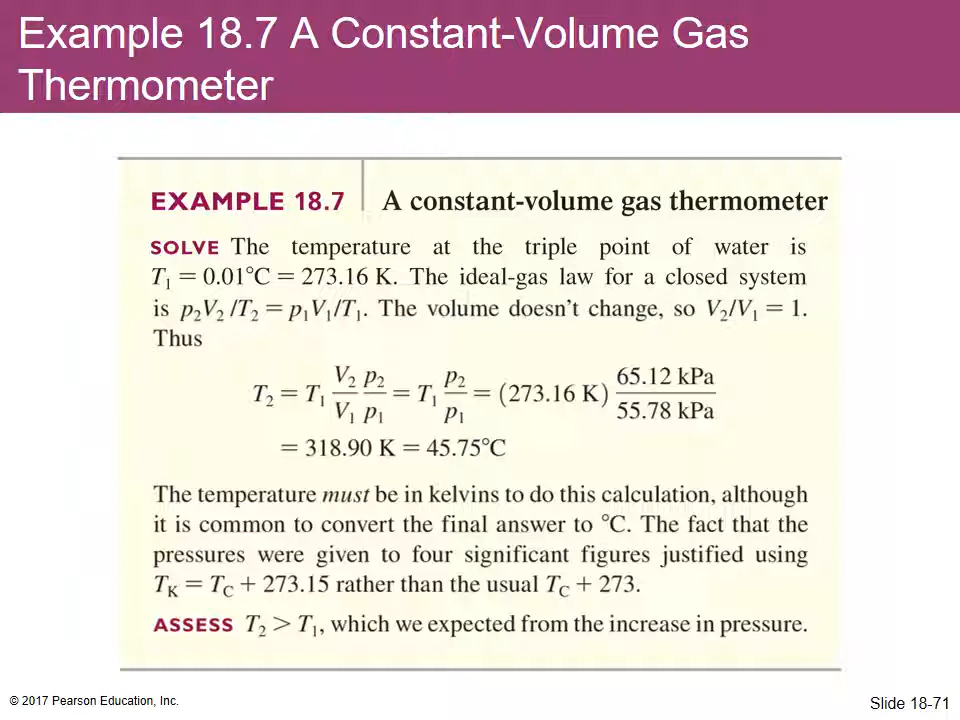 Example 18.7 A Constant-Volume Gas
Thermometer
EXAMPLE 18.7 A constant-volume gas thermometer
SOLVE The temperature at the triple point of water is
T₁ = 0.01°C = 273.16 K. The ideal-gas law for a closed system
is p₂V₂/T₂ = p₁V₁/T₁. The volume doesn't change, so V₂/V₁ = 1.
Thus
T₂ = T₁ V₂/V₁ p₂/p₁ = T₁ p₂/p₁ = (273.16 K) 65.12 kPa/55.78 kPa
= 318.90 K = 45.75°C
The temperature must be in kelvins to do this calculation, although
it is common to convert the final answer to °C. The fact that the
pressures were given to four significant figures justified using
T_K = T_C + 273.15 rather than the usual T_C + 273.
ASSESS T₂ > T₁, which we expected from the increase in pressure.
© 2017 Pearson Education, Inc.
Slide 18-71